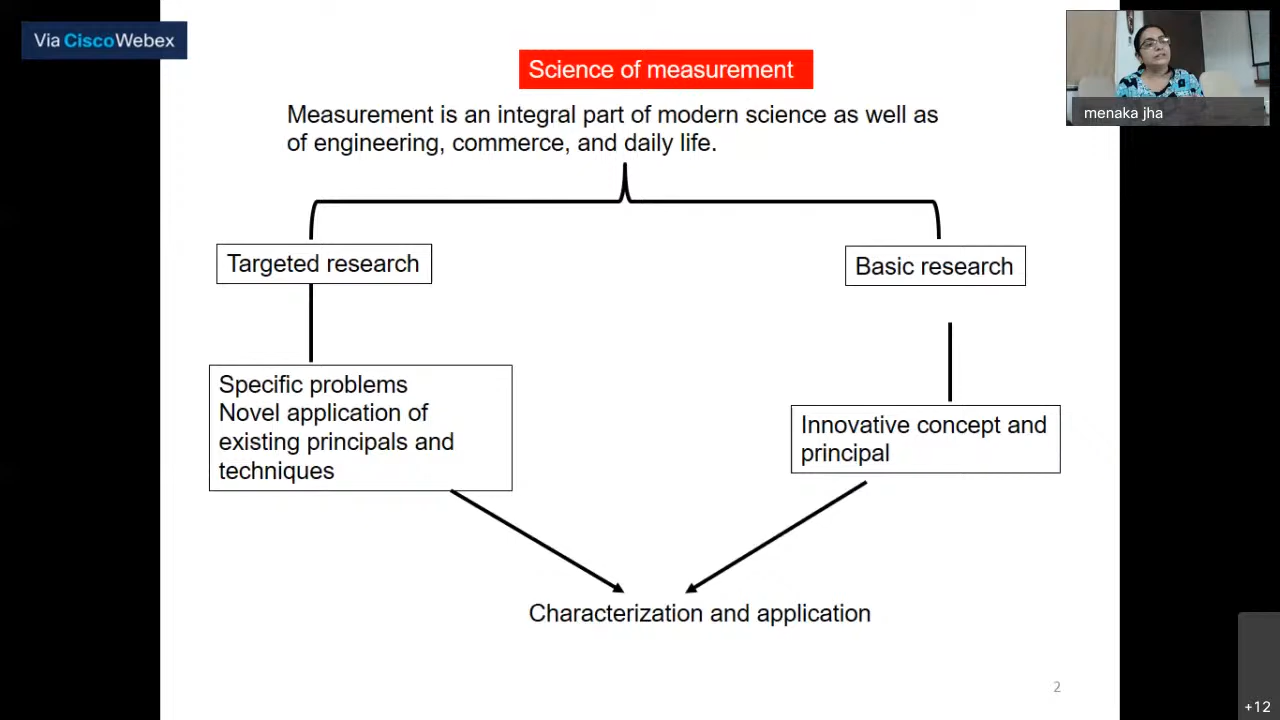 Via CiscoWebex
Science of measurement
menaka jha
Measurement is an integral part of modern science as well as
of engineering, commerce, and daily life.
Targeted research
Basic research
Specific problems
Novel application of
existing principals and
techniques
Innovative concept and
principal
Characterization and application
2
+12